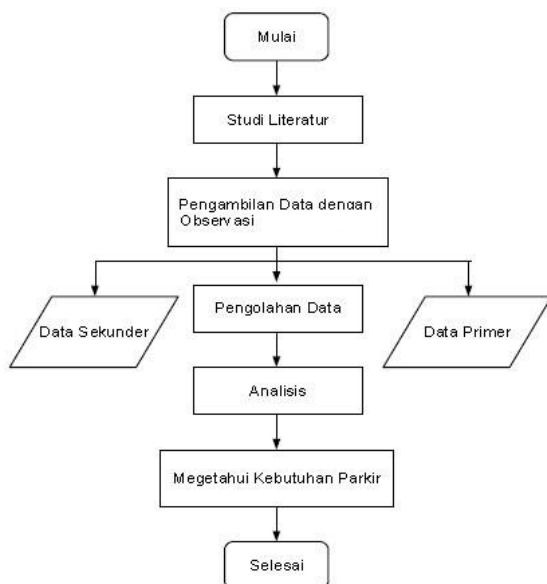 Mulai
Studi Literatur
Pengambilan Data dengan
Observasi
Data Sekunder
Pengolahan Data
Data Primer
Analisis
Megetahui Kebutuhan Parkir
Selesai